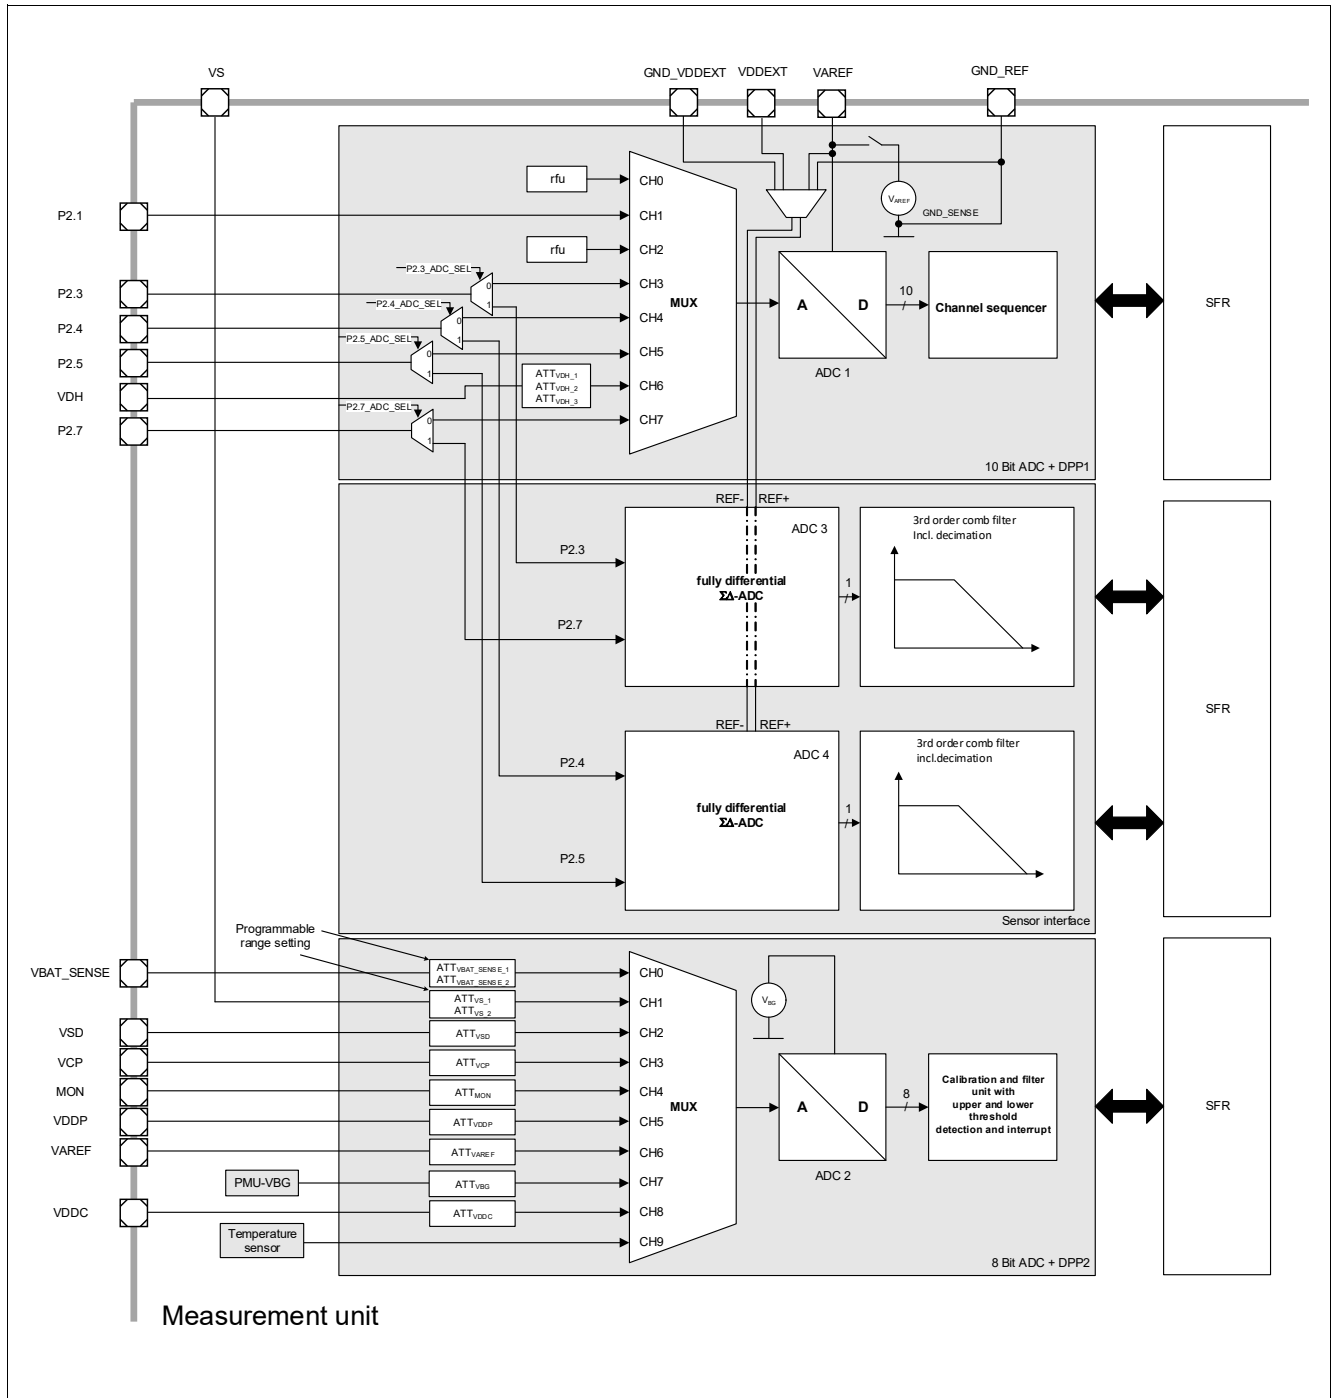 VS
GND_VDDEXT
VDDEXT
VAREF
GND_REF
P2.1
P2.3
P2.4
P2.5
VDH
P2.7
rfu
rfu
P2.3_ADC_SEL
0
1
P2.4_ADC_SEL
0
1
P2.5_ADC_SEL
0
1
ATTVDH_1
ATTVDH_2
ATTVDH_3
P2.7_ADC_SEL
0
1
CH0
CH1
CH2
CH3
CH4
CH5
CH6
CH7
MUX
VAREF
GND_SENSE
A
D
ADC 1
10
Channel sequencer
10 Bit ADC + DPP1
SFR
REF-
REF+
P2.3
P2.7
ADC 3
fully differential
ΣΔ-ADC
1
3rd order comb filter
Incl. decimation
REF-
REF+
P2.4
P2.5
ADC 4
fully differential
ΣΔ-ADC
1
3rd order comb filter
incl.decimation
Sensor interface
SFR
Programmable
range setting
VBAT_SENSE
VSD
VCP
MON
VDDP
VAREF
PMU-VBG
VDDC
Temperature
sensor
ATTVBAT_SENSE_1
ATTVBAT_SENSE_2
ATTVS_1
ATTVS_2
ATTVSD
ATTVCP
ATTMON
ATTVDDP
ATTVAREF
ATTVBG
ATTVDDC
CH0
CH1
CH2
CH3
CH4
CH5
CH6
CH7
CH8
CH9
MUX
VBG
A
D
ADC 2
8
Calibration and filter
unit with
upper and lower
threshold
detection and interrupt
8 Bit ADC + DPP2
SFR
Measurement unit